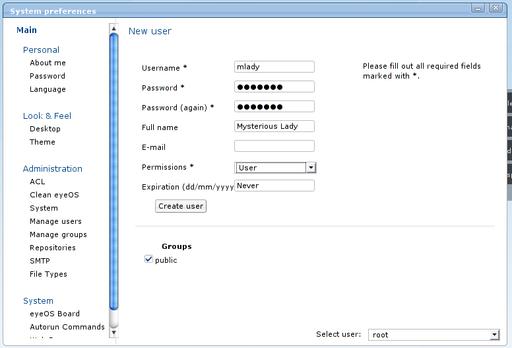 System preferences
Main
Personal
About me
Password
Language
Look & Feel
Desktop
Theme
Administration
ACL
Clean eyeOS
System
Manage users
Manage groups
Repositories
SMTP
File Types
System
eyeOS Board
Autorun Commands
New user
Username * mlady
Password * ●●●●●●●
Password (again) * ●●●●●●●
Full name Mysterious Lady
E-mail
Permissions * User
Expiration (dd/mm/yyyy Never
Create user
Please fill out all required fields
marked with *.
Groups
public
Select user: root